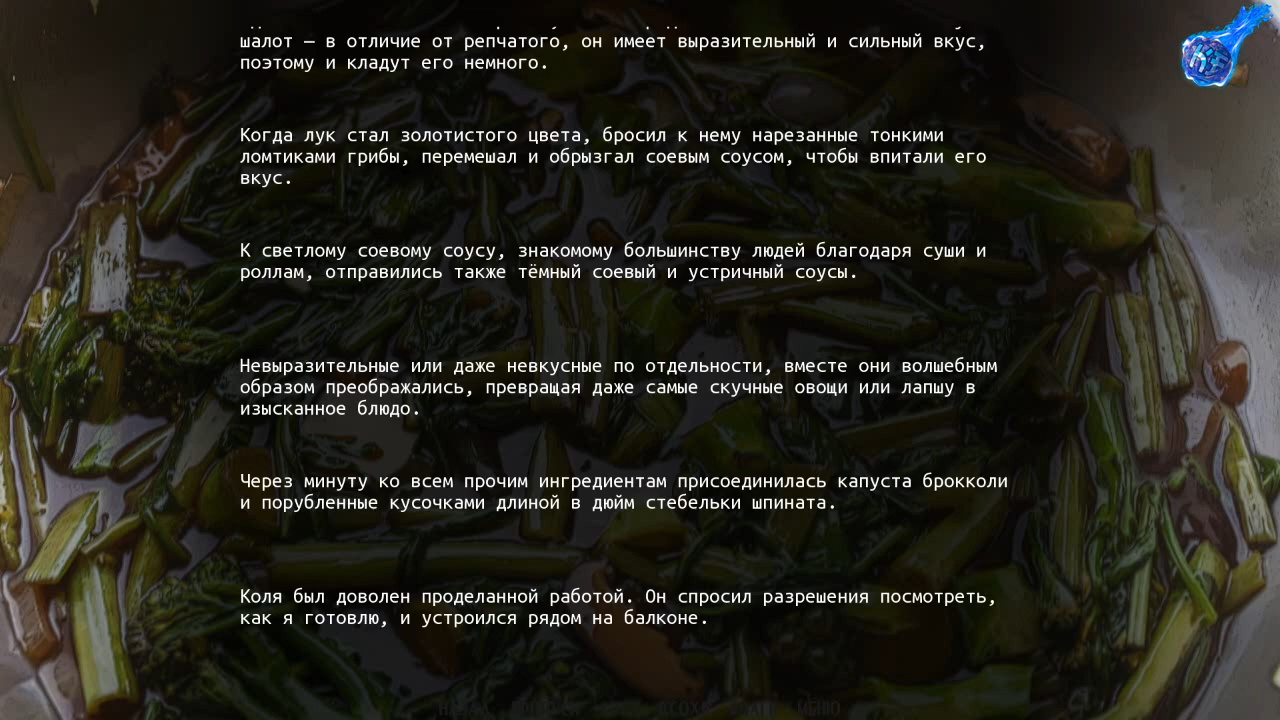 шалот — в отличие от репчатого, он имеет выразительный и сильный вкус,
поэтому и кладут его немного.
Когда лук стал золотистого цвета, бросил к нему нарезанные тонкими
ломтиками грибы, перемешал и обрызгал соевым соусом, чтобы впитали его
вкус.
К светлому соевому соусу, знакомому большинству людей благодаря суши и
роллам, отправились также тёмный соевый и устричный соусы.
Невыразительные или даже невкусные по отдельности, вместе они волшебным
образом преображались, превращая даже самые скучные овощи или лапшу в
изысканное блюдо.
Через минуту ко всем прочим ингредиентам присоединилась капуста брокколи
и порубленные кусочками длиной в дюйм стебельки шпината.
Коля был доволен проделанной работой. Он спросил разрешения посмотреть,
как я готовлю, и устроился рядом на балконе.
МЕНЮ